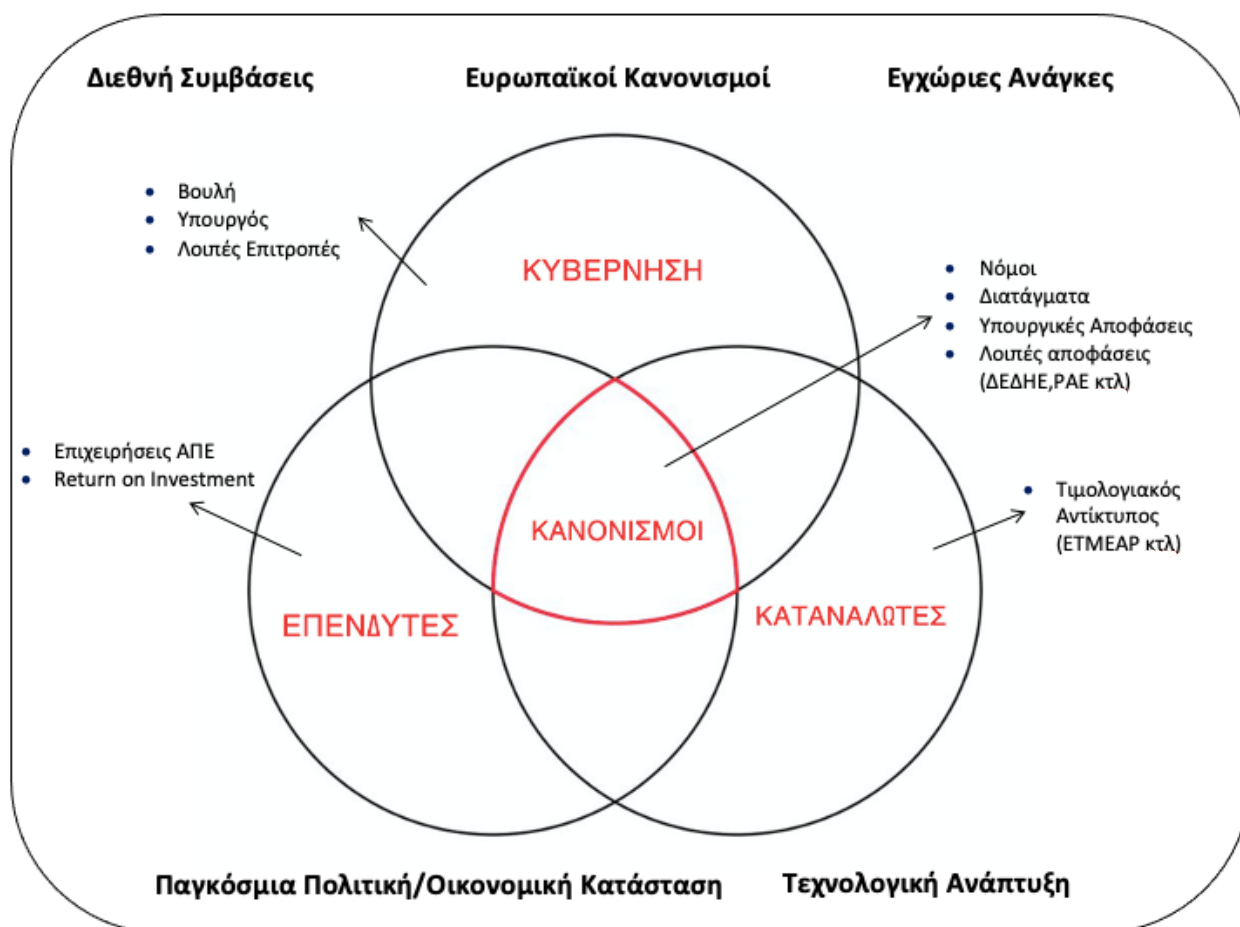 Διεθνή Συμβάσεις
Ευρωπαϊκοί Κανονισμοί
Εγχώριες Ανάγκες
• Βουλή
• Υπουργός
• Λοιπές Επιτροπές
ΚΥΒΕΡΝΗΣΗ
• Νόμοι
• Διατάγματα
• Υπουργικές Αποφάσεις
• Λοιπές αποφάσεις
(ΔΕΔΗΕ,ΡΑΕ κτλ)
• Επιχειρήσεις ΑΠΕ
• Return on Investment
• Τιμολογιακός
Αντίκτυπος
(ΕΤΜΕΑΡ κτλ)
ΚΑΝΟΝΙΣΜΟΙ
ΕΠΕΝΔΥΤΕΣ
ΚΑΤΑΝΑΛΩΤΕΣ
Παγκόσμια Πολιτική/Οικονομική Κατάσταση
Τεχνολογική Ανάπτυξη